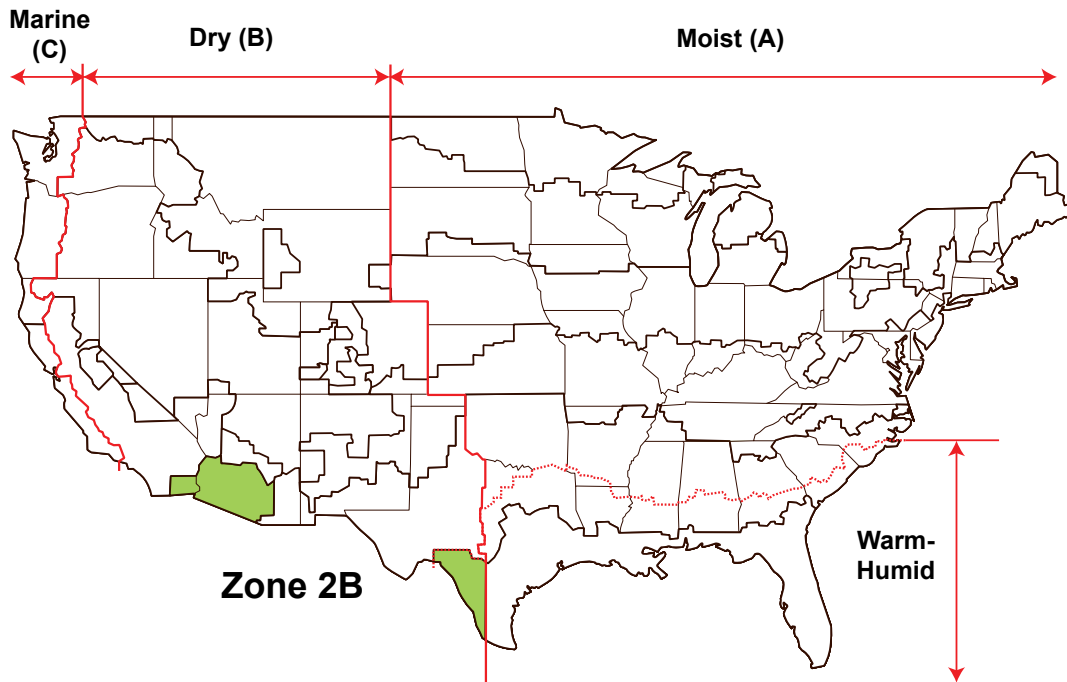 Marine
(C)
Dry (B)
Moist (A)
Warm-
Humid
Zone 2B